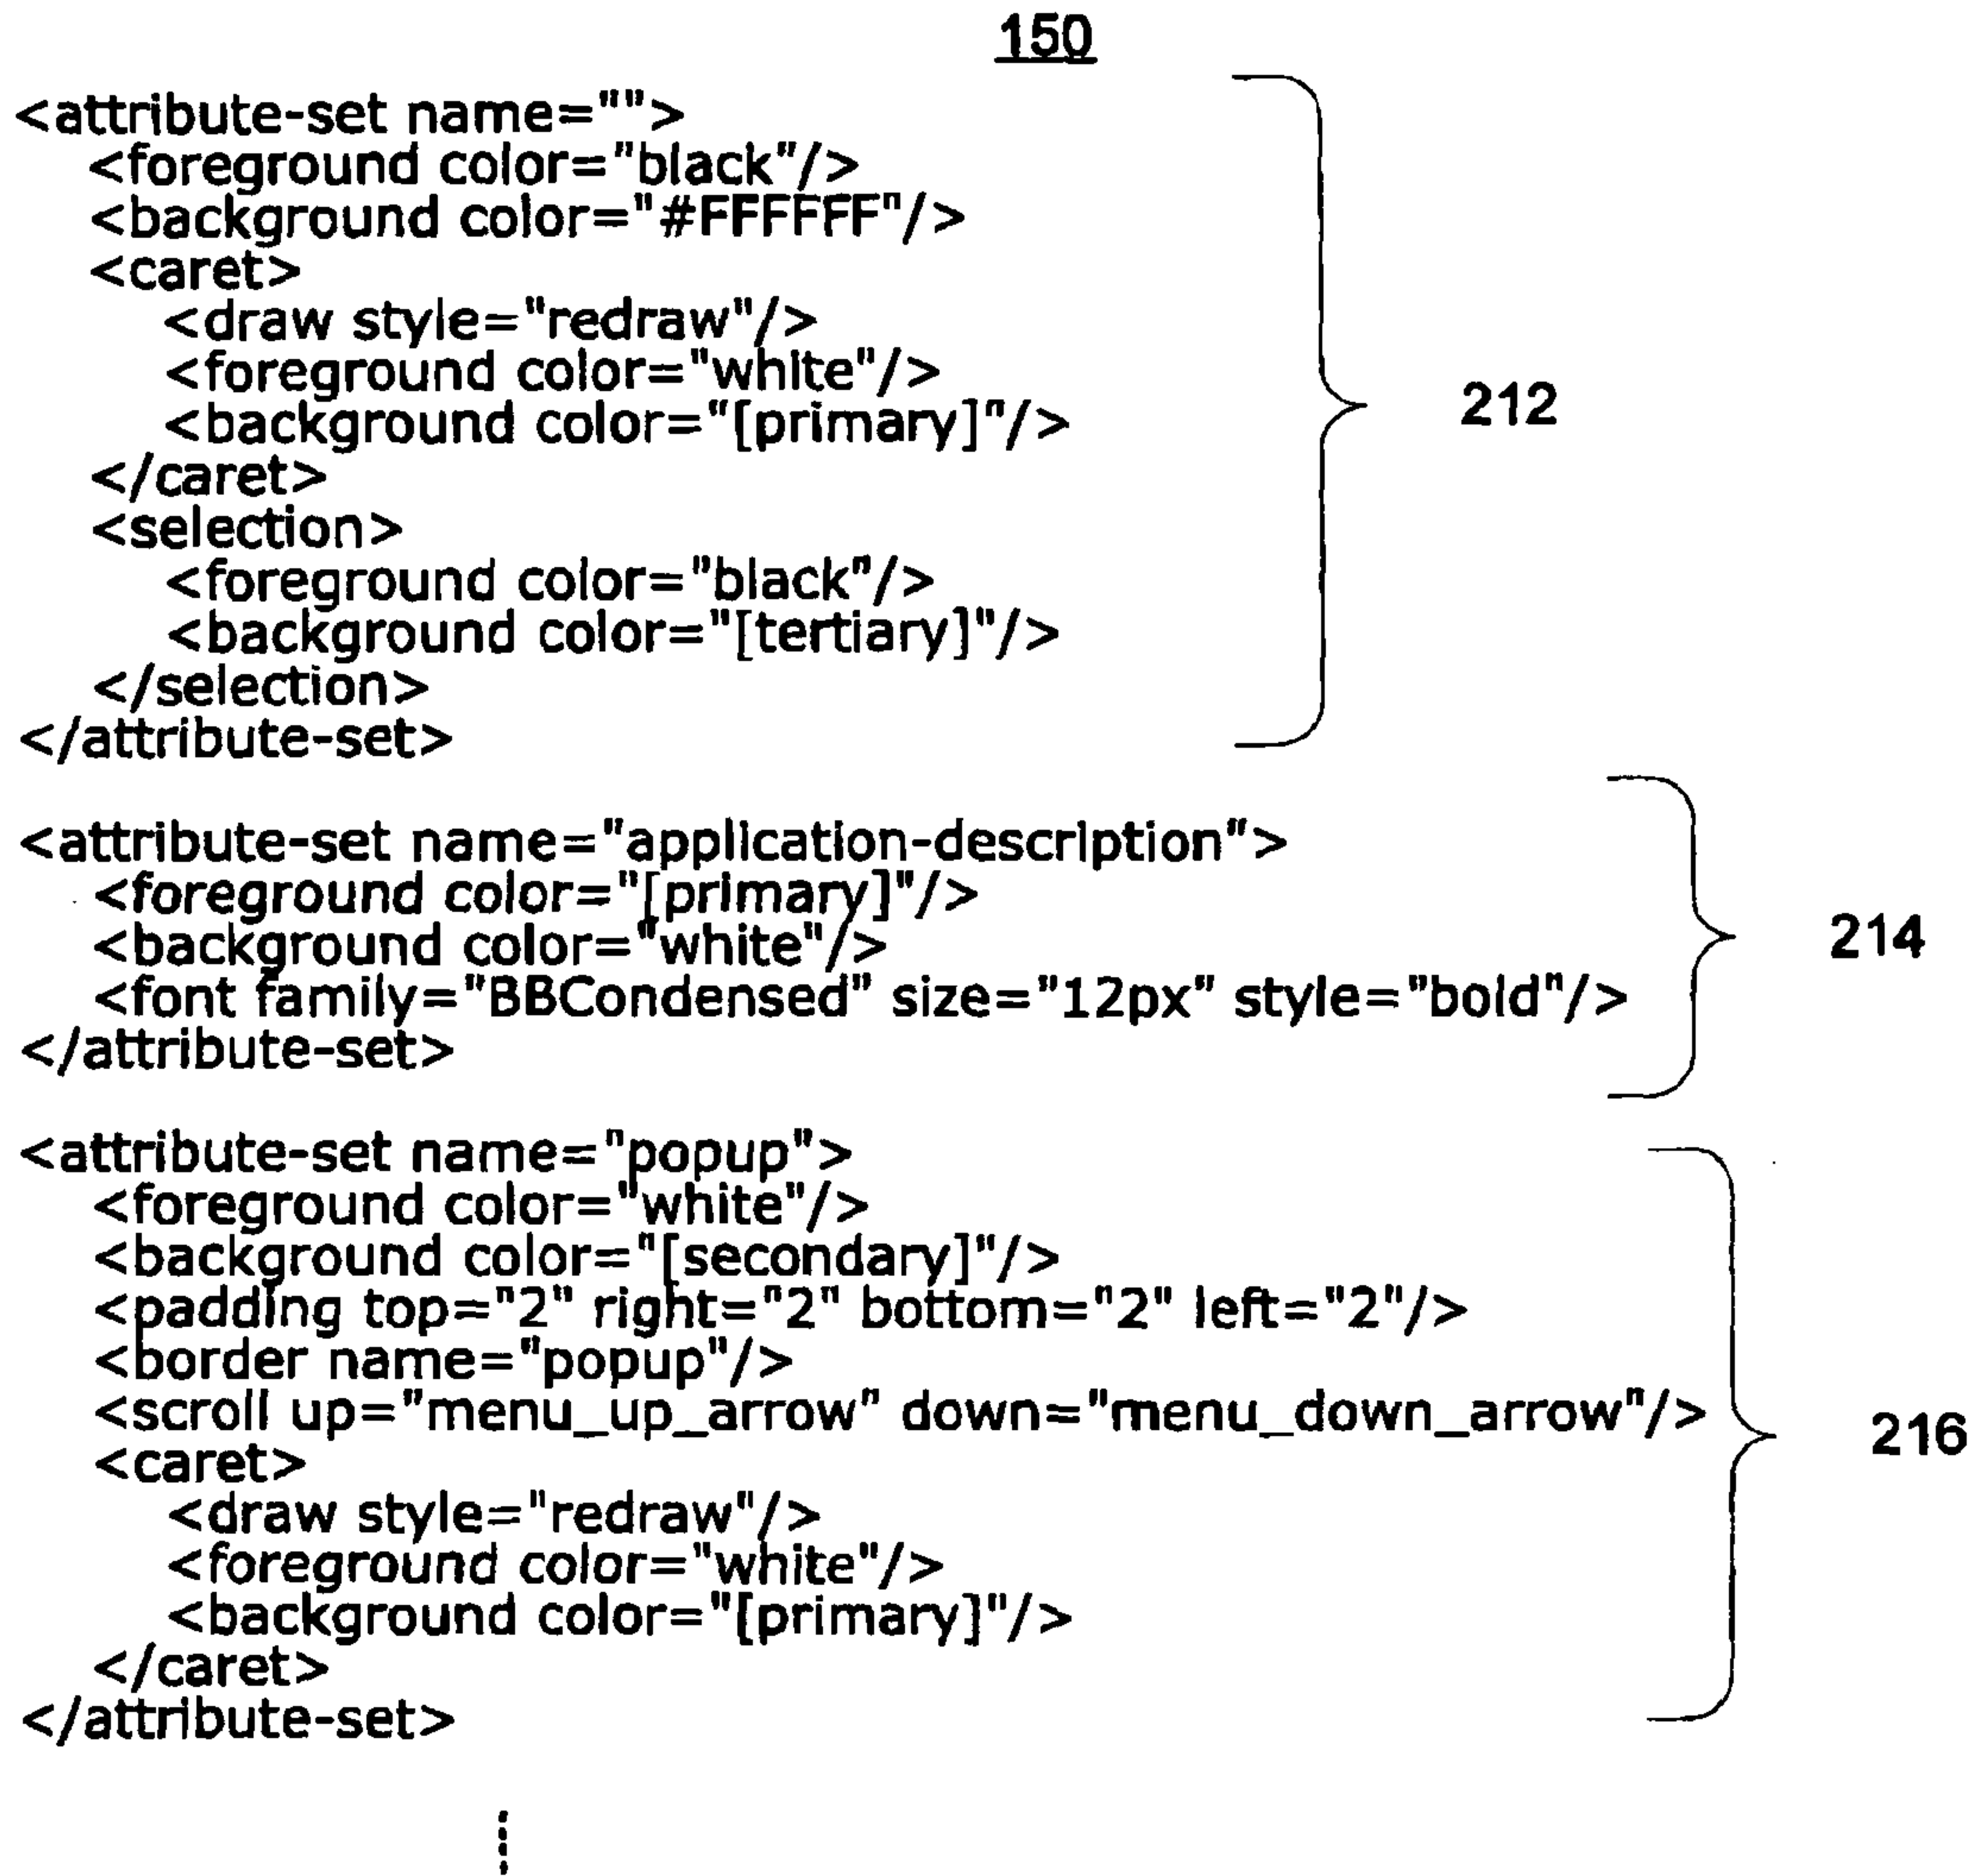 150
<attribute-set name="">
<foreground color="black"/>
<background color="#FFFFFF"/>
<caret>
<draw style="redraw"/>
<foreground color="white"/>
<background color="[primary]"/>
</caret>
<selection>
<foreground color="black"/>
<background color="[tertiary]"/>
</selection>
</attribute-set>
212
<attribute-set name="application-description">
<foreground color="[primary]"/>
<background color="white"/>
<font family="BBCondensed" size="12px" style="bold"/>
</attribute-set>
214
<attribute-set name="popup">
<foreground color="white"/>
<background color="[secondary]"/>
<padding top="2" right="2" bottom="2" left="2"/>
<border name="popup"/>
<scroll up="menu_up_arrow" down="menu_down_arrow"/>
<caret>
<draw style="redraw"/>
<foreground color="white"/>
<background color="[primary]"/>
</caret>
</attribute-set>
216